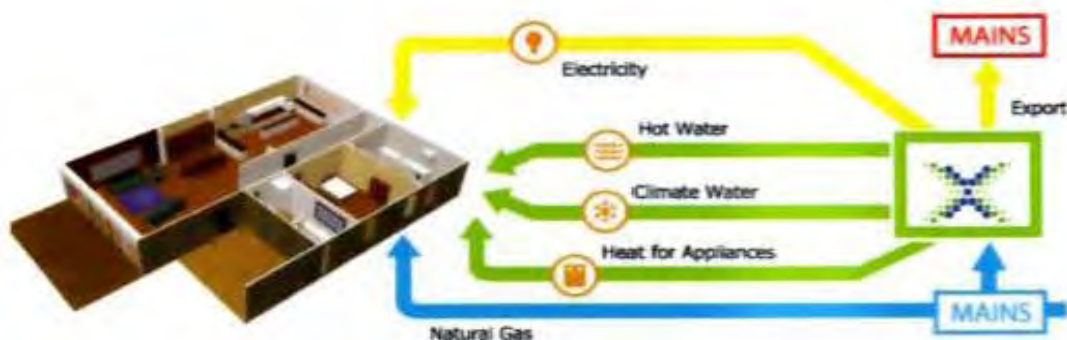 MAINS
Electricity
Export
Hot Water
Climate Water
Heat for Appliances
MAINS
Natural Gas